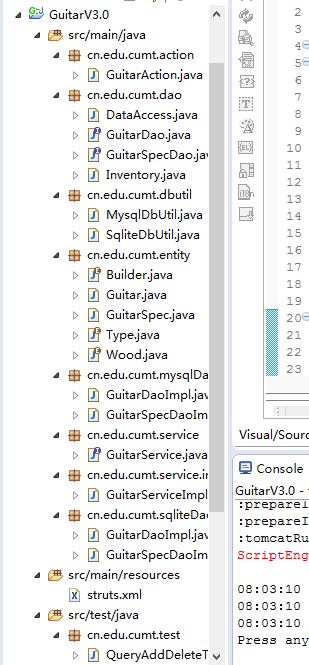 GuitarV3.0
src/main/java
cn.edu.cumt.action
GuitarAction.java
cn.edu.cumt.dao
DataAccess.java
GuitarDao.java
GuitarSpecDao.jav
Inventory.java
cn.edu.cumt.dbutil
MysqlDbUtil.java
SqliteDbUtil.java
cn.edu.cumt.entity
Builder.java
Guitar.java
GuitarSpec.java
Type.java
Wood.java
cn.edu.cumt.mysqlDa
GuitarDaoImpl.jav
GuitarSpecDaoIm
cn.edu.cumt.service
GuitarService.java
cn.edu.cumt.service.in
GuitarServiceImpl
cn.edu.cumt.sqliteDao
GuitarDaoImpl.jav
GuitarSpecDaoIm
src/main/resources
struts.xml
src/test/java
cn.edu.cumt.test
QueryAddDeleteT
2
3
4
5
6
7
8
9
10
11
12
13
14
15
16
17
18
19
20
21
22
23
Visual/Sourc
Console
GuitarV3.0 - t
:prepareI
:prepareI
:tomcatRu
ScriptEng
08:03:10
08:03:10
08:03:10
Press any